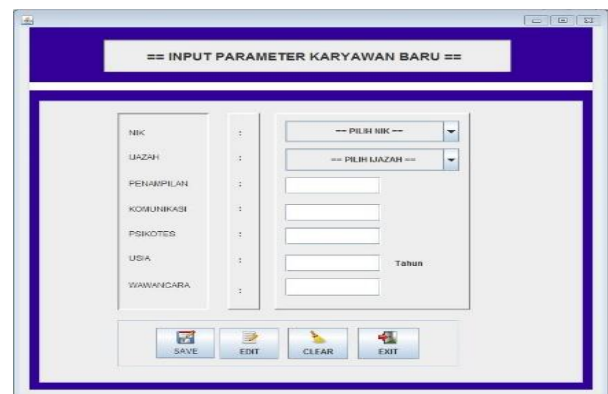 == INPUT PARAMETER KARYAWAN BARU ==
NIK : == PILIH NIK ==
IJAZAH : == PILIH IJAZAH ==
PENAMPILAN :
KOMUNIKASI :
PSIKOTES :
USIA : Tahun
WAWANCARA :
SAVE EDIT CLEAR EXIT